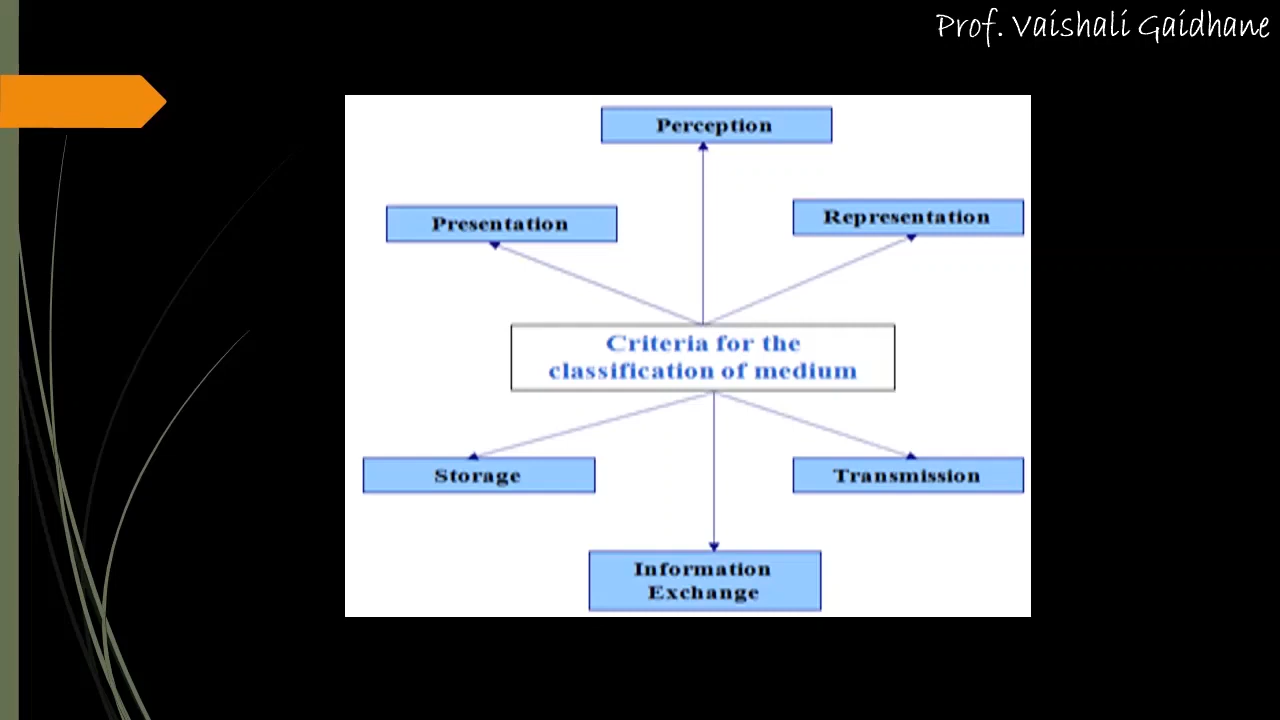 Prof. Vaishali Gaidhane
Perception
Presentation
Representation
Criteria for the
classification of medium
Storage
Transmission
Information
Exchange